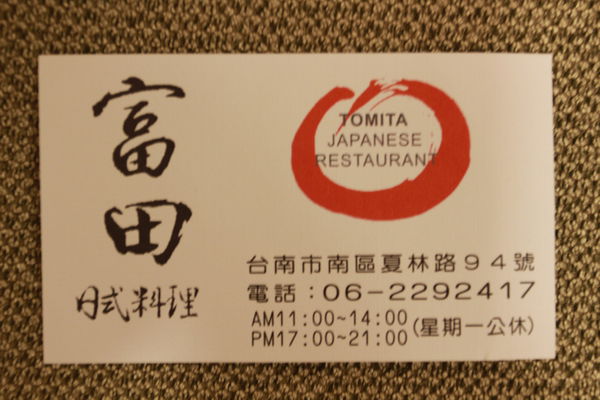 富田
日式料理
TOMITA
JAPANESE
RESTAURANT
台南市南區夏林路94號
電話:06-2292417
AM11:00~14:00
PM17:00~21:00
(星期一公休)